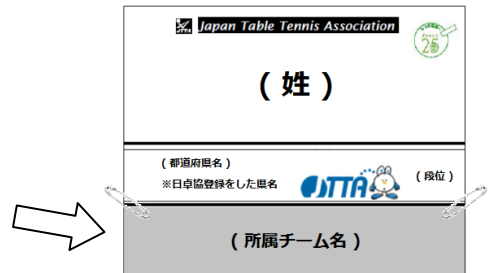 JTTA Japan Table Tennis Association
25
( 姓 )
( 都道府県名 )
※日卓協登録をした県名
JTTA
( 段位 )
( 所属チーム名 )